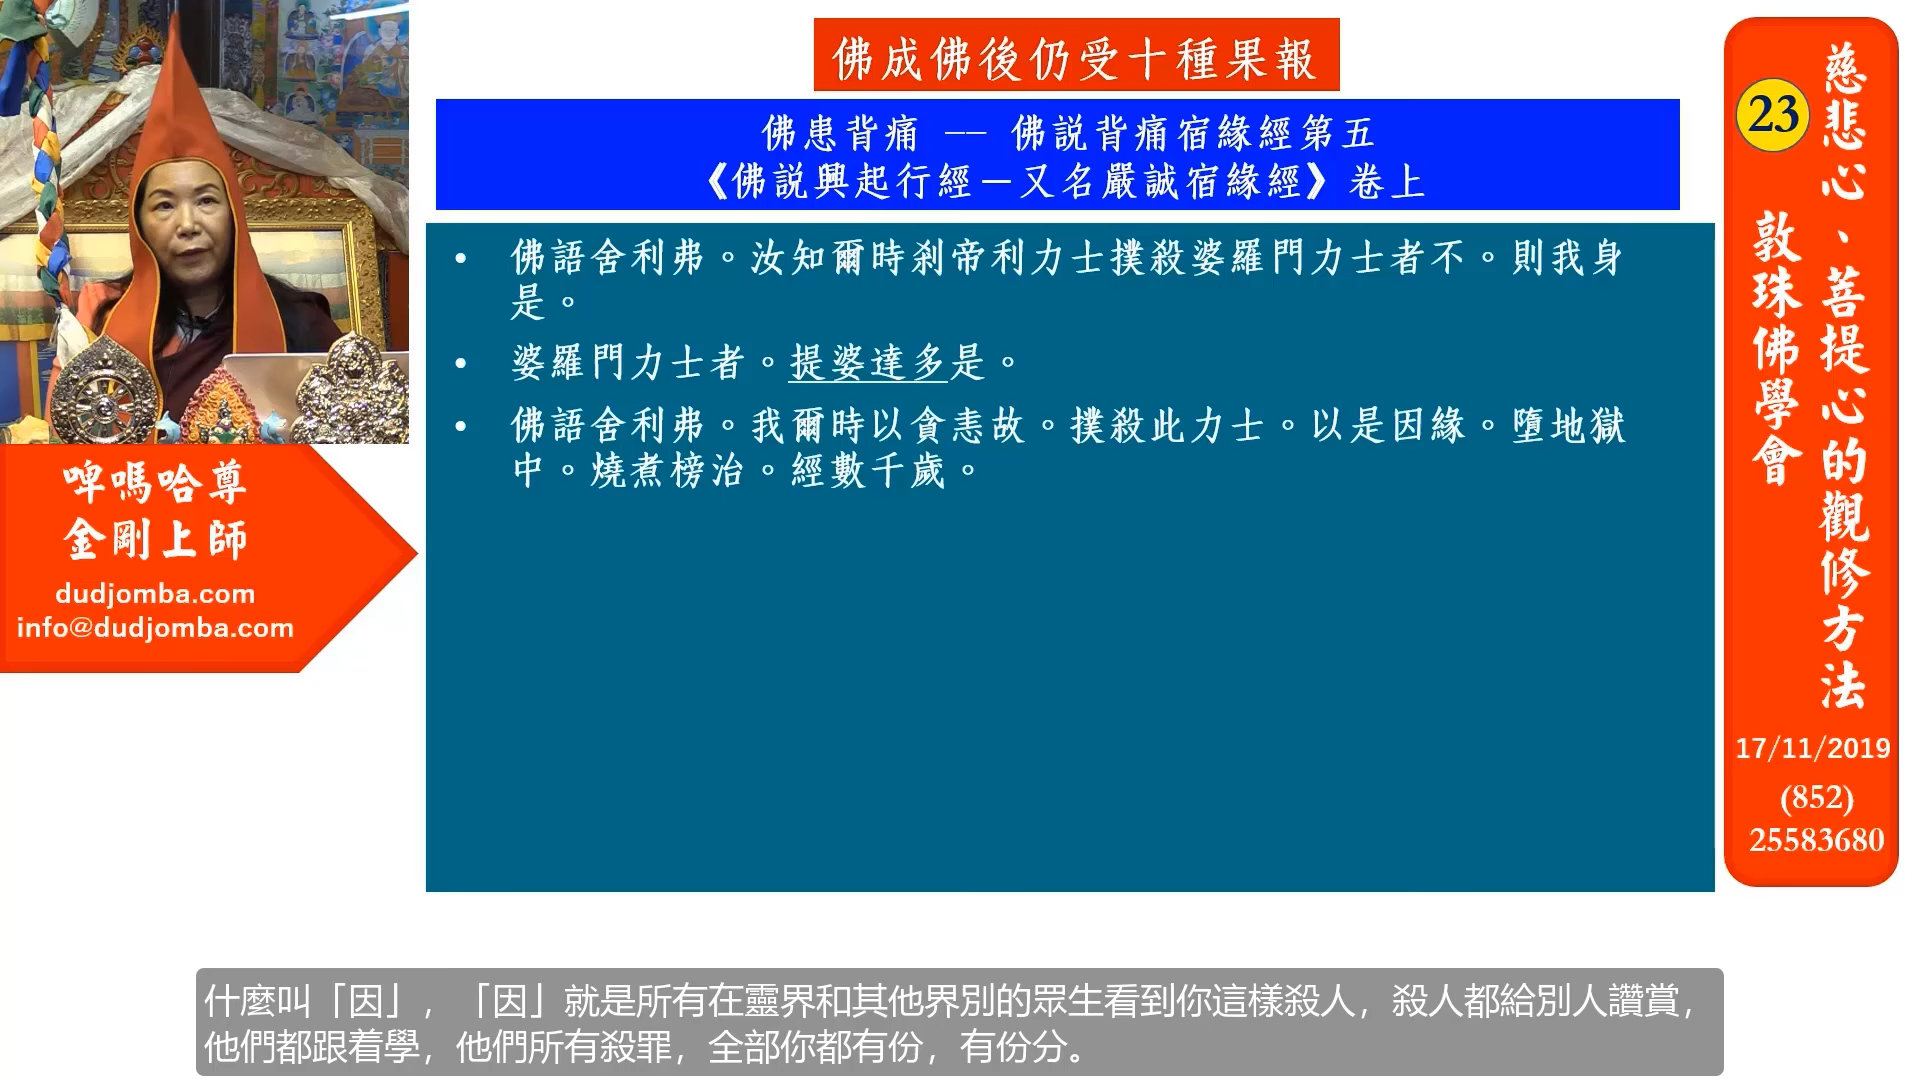 佛成佛後仍受十種果報
佛患背痛 –– 佛説背痛宿緣經第五
《佛説興起行經－又名嚴誡宿緣經》卷上
• 佛語舍利弗。汝知爾時剎帝利力士撲殺婆羅門力士者不。則我身
是。
• 婆羅門力士者。提婆達多是。
• 佛語舍利弗。我爾時以貪恚故。撲殺此力士。以是因緣。墮地獄
中。燒煮榜治。經數千歲。
啤嗎哈尊
金剛上師
dudjomba.com
info@dudjomba.com
23
慈悲心、菩提心的觀修方法
敦珠佛學會
17/11/2019
(852)
25583680
什麼叫「因」，「因」就是所有在靈界和其他界別的眾生看到你這樣殺人，殺人都給別人讚賞，
他們都跟着學，他們所有殺罪，全部你都有份，有份分。